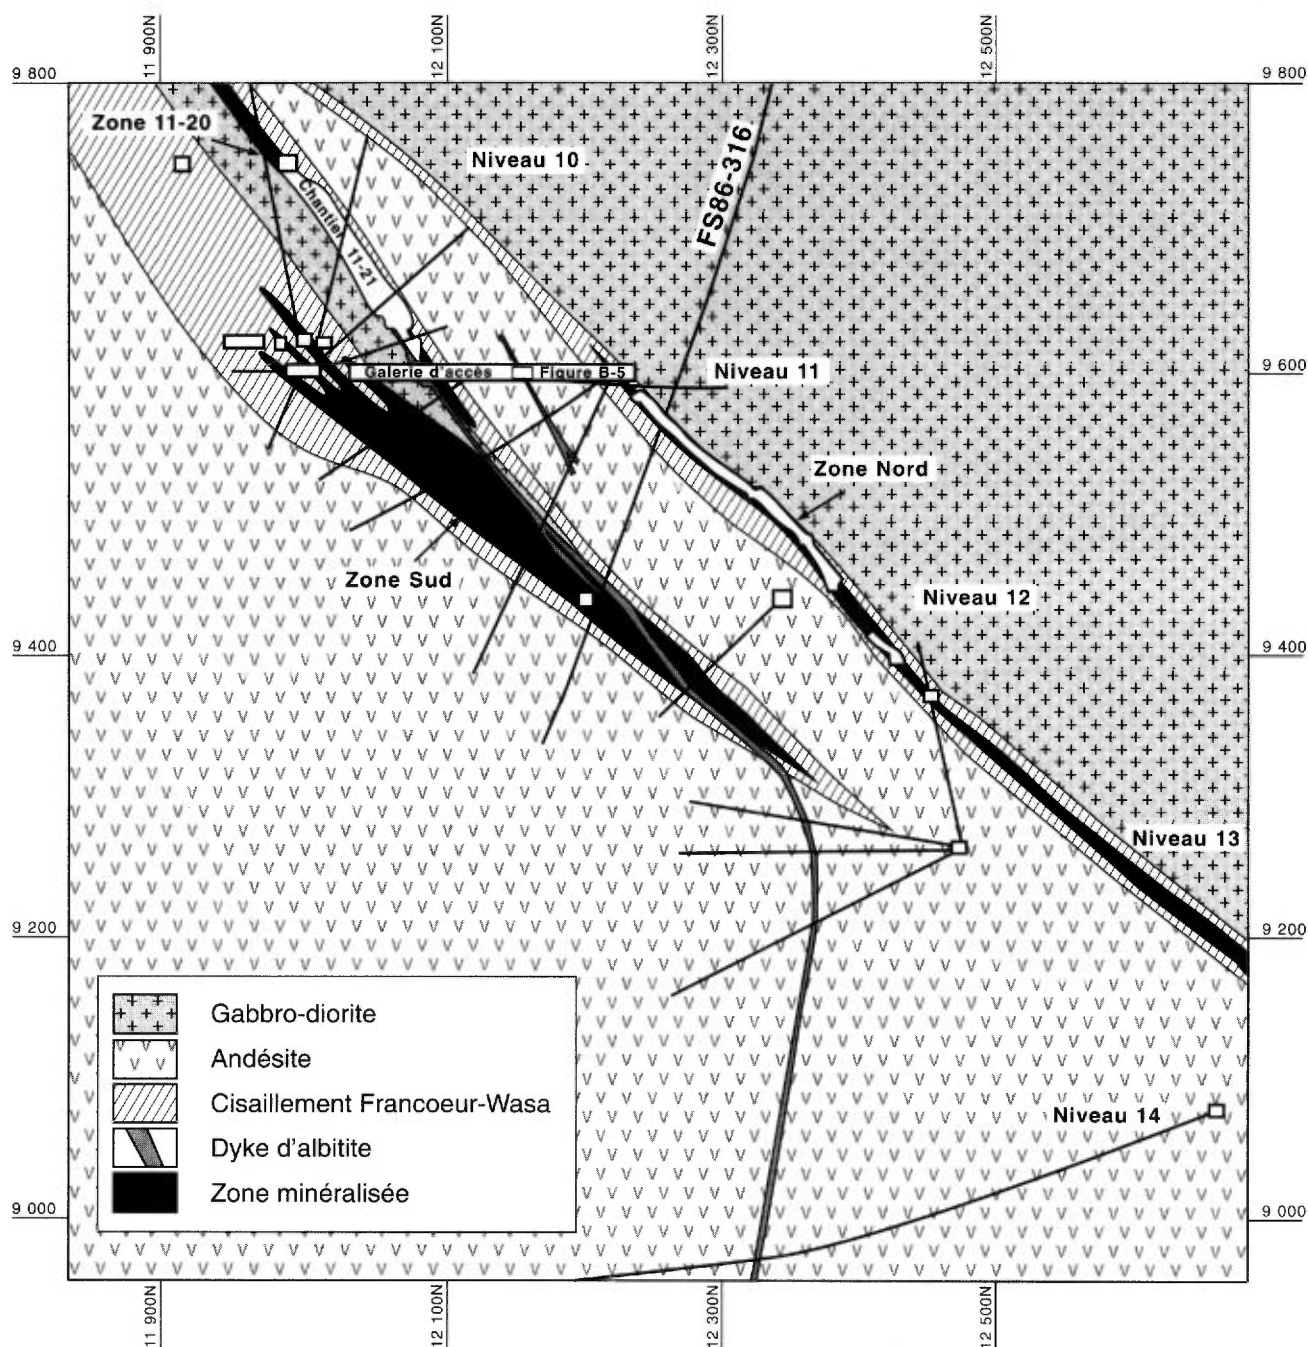 11 900N
12 100N
12 300N
12 500N
9 800
9 800
Zone 11-20
Niveau 10
FS86-316
Chantier 11-21
Galerie d'accès
Figure B-5
Niveau 11
9 600
9 600
Zone Nord
Zone Sud
Niveau 12
9 400
9 400
Niveau 13
9 200
9 200
Gabbro-diorite
Andésite
Cisaillement Francoeur-Wasa
Dyke d'albitite
Zone minéralisée
Niveau 14
9 000
9 000
11 900N
12 100N
12 300N
12 500N